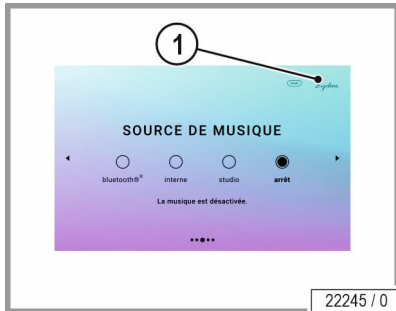 1
SOURCE DE MUSIQUE
bluetooth®® interne studio arrêt
La musique est désactivée.
22245 / 0